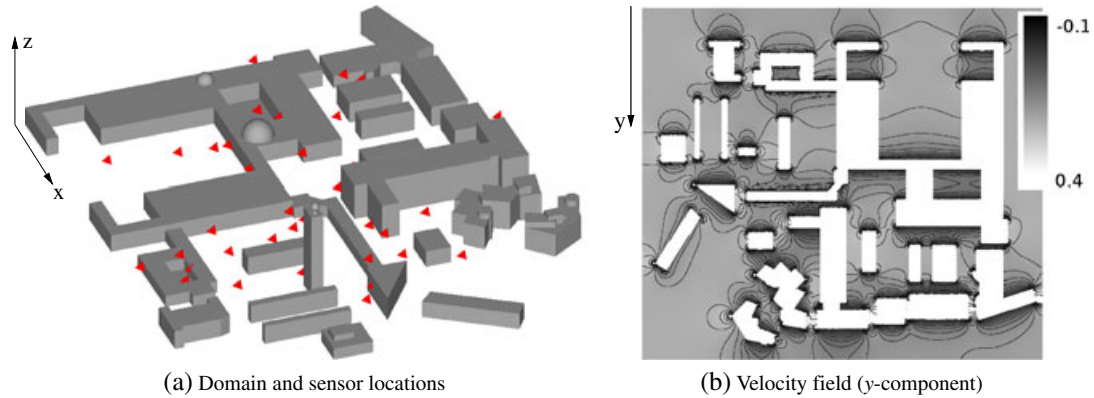 z
x
y
-0.1
0.4
(a) Domain and sensor locations
(b) Velocity field (y-component)